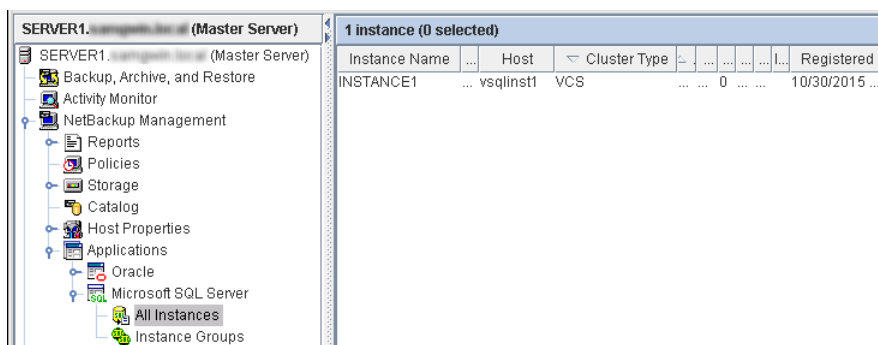 SERVER1. (Master Server)
1 instance (0 selected)
SERVER1. (Master Server)
Backup, Archive, and Restore
Activity Monitor
NetBackup Management
Reports
Policies
Storage
Catalog
Host Properties
Applications
Oracle
Microsoft SQL Server
SQL
All Instances
Instance Groups
Instance Name ... Host Cluster Type . ... ... ... ... I... Registered
INSTANCE1 ... vsqlinst1 VCS ... ... 0 ... ... 10/30/2015 ...